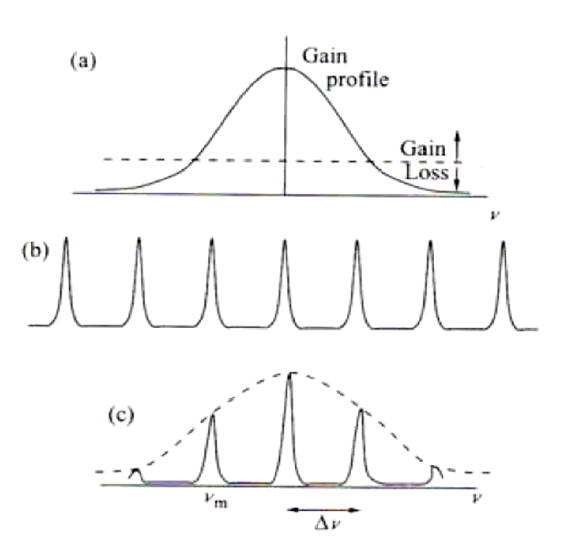 (a)
Gain
profile
Gain
Loss
ν
(b)
(c)
νm
ν
Δν